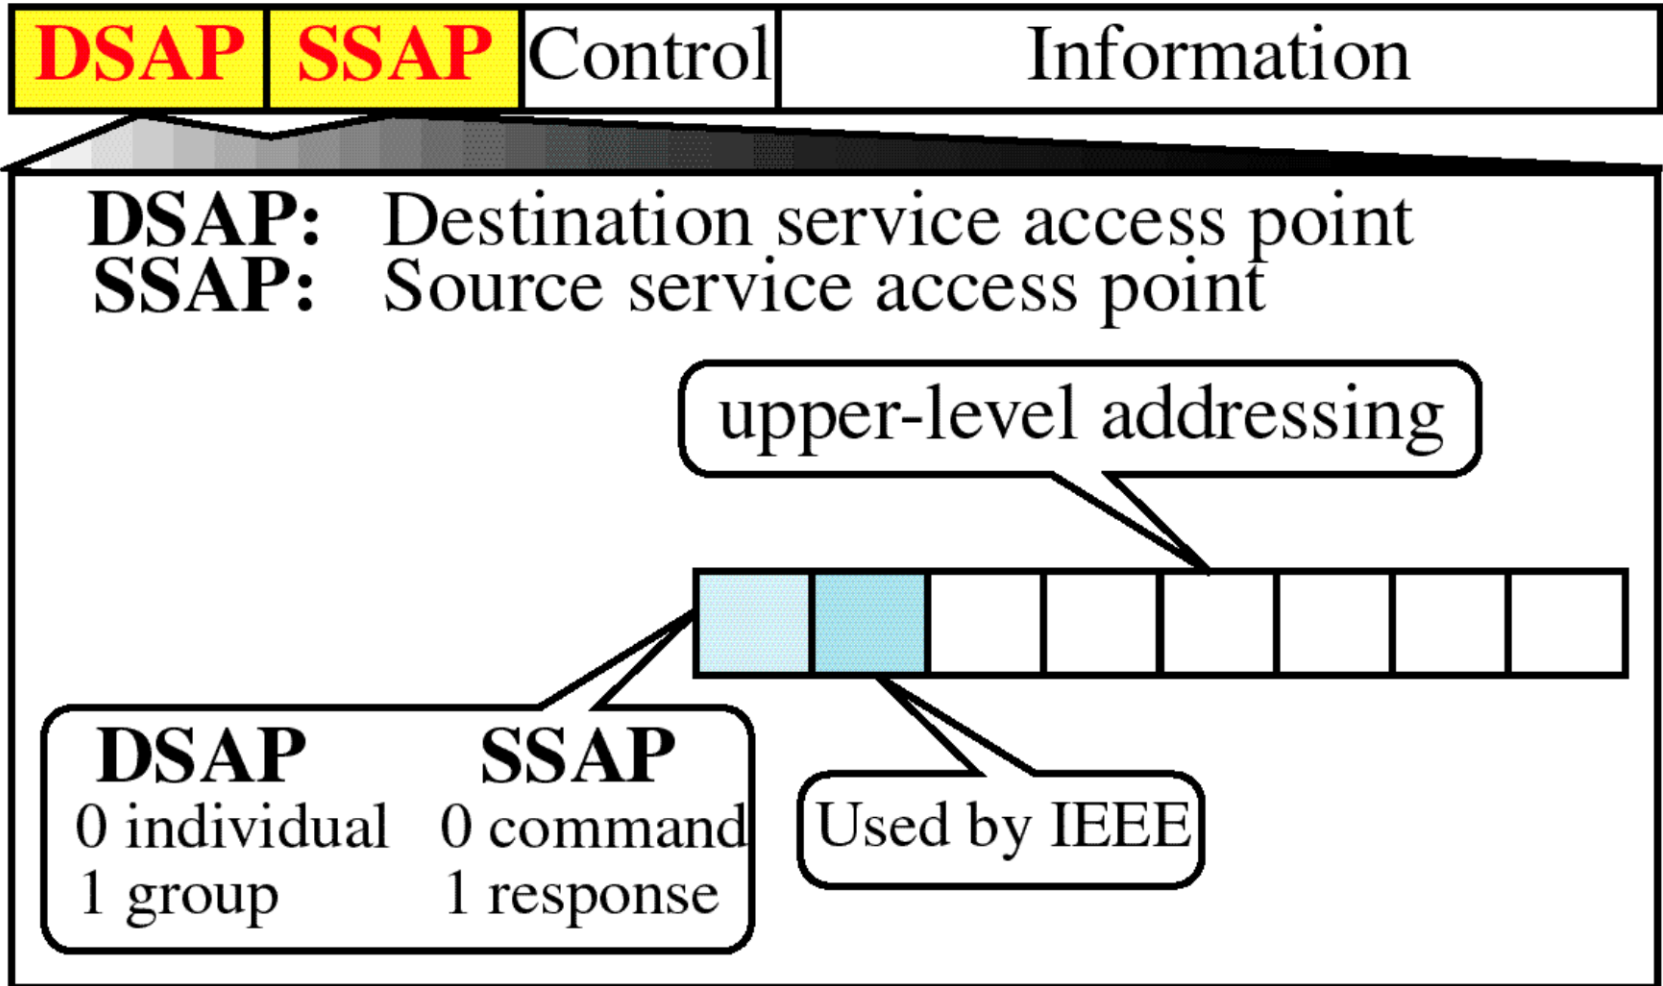 DSAP SSAP Control Information
DSAP: Destination service access point
SSAP: Source service access point
upper-level addressing
DSAP SSAP
0 individual 0 command
1 group 1 response
Used by IEEE